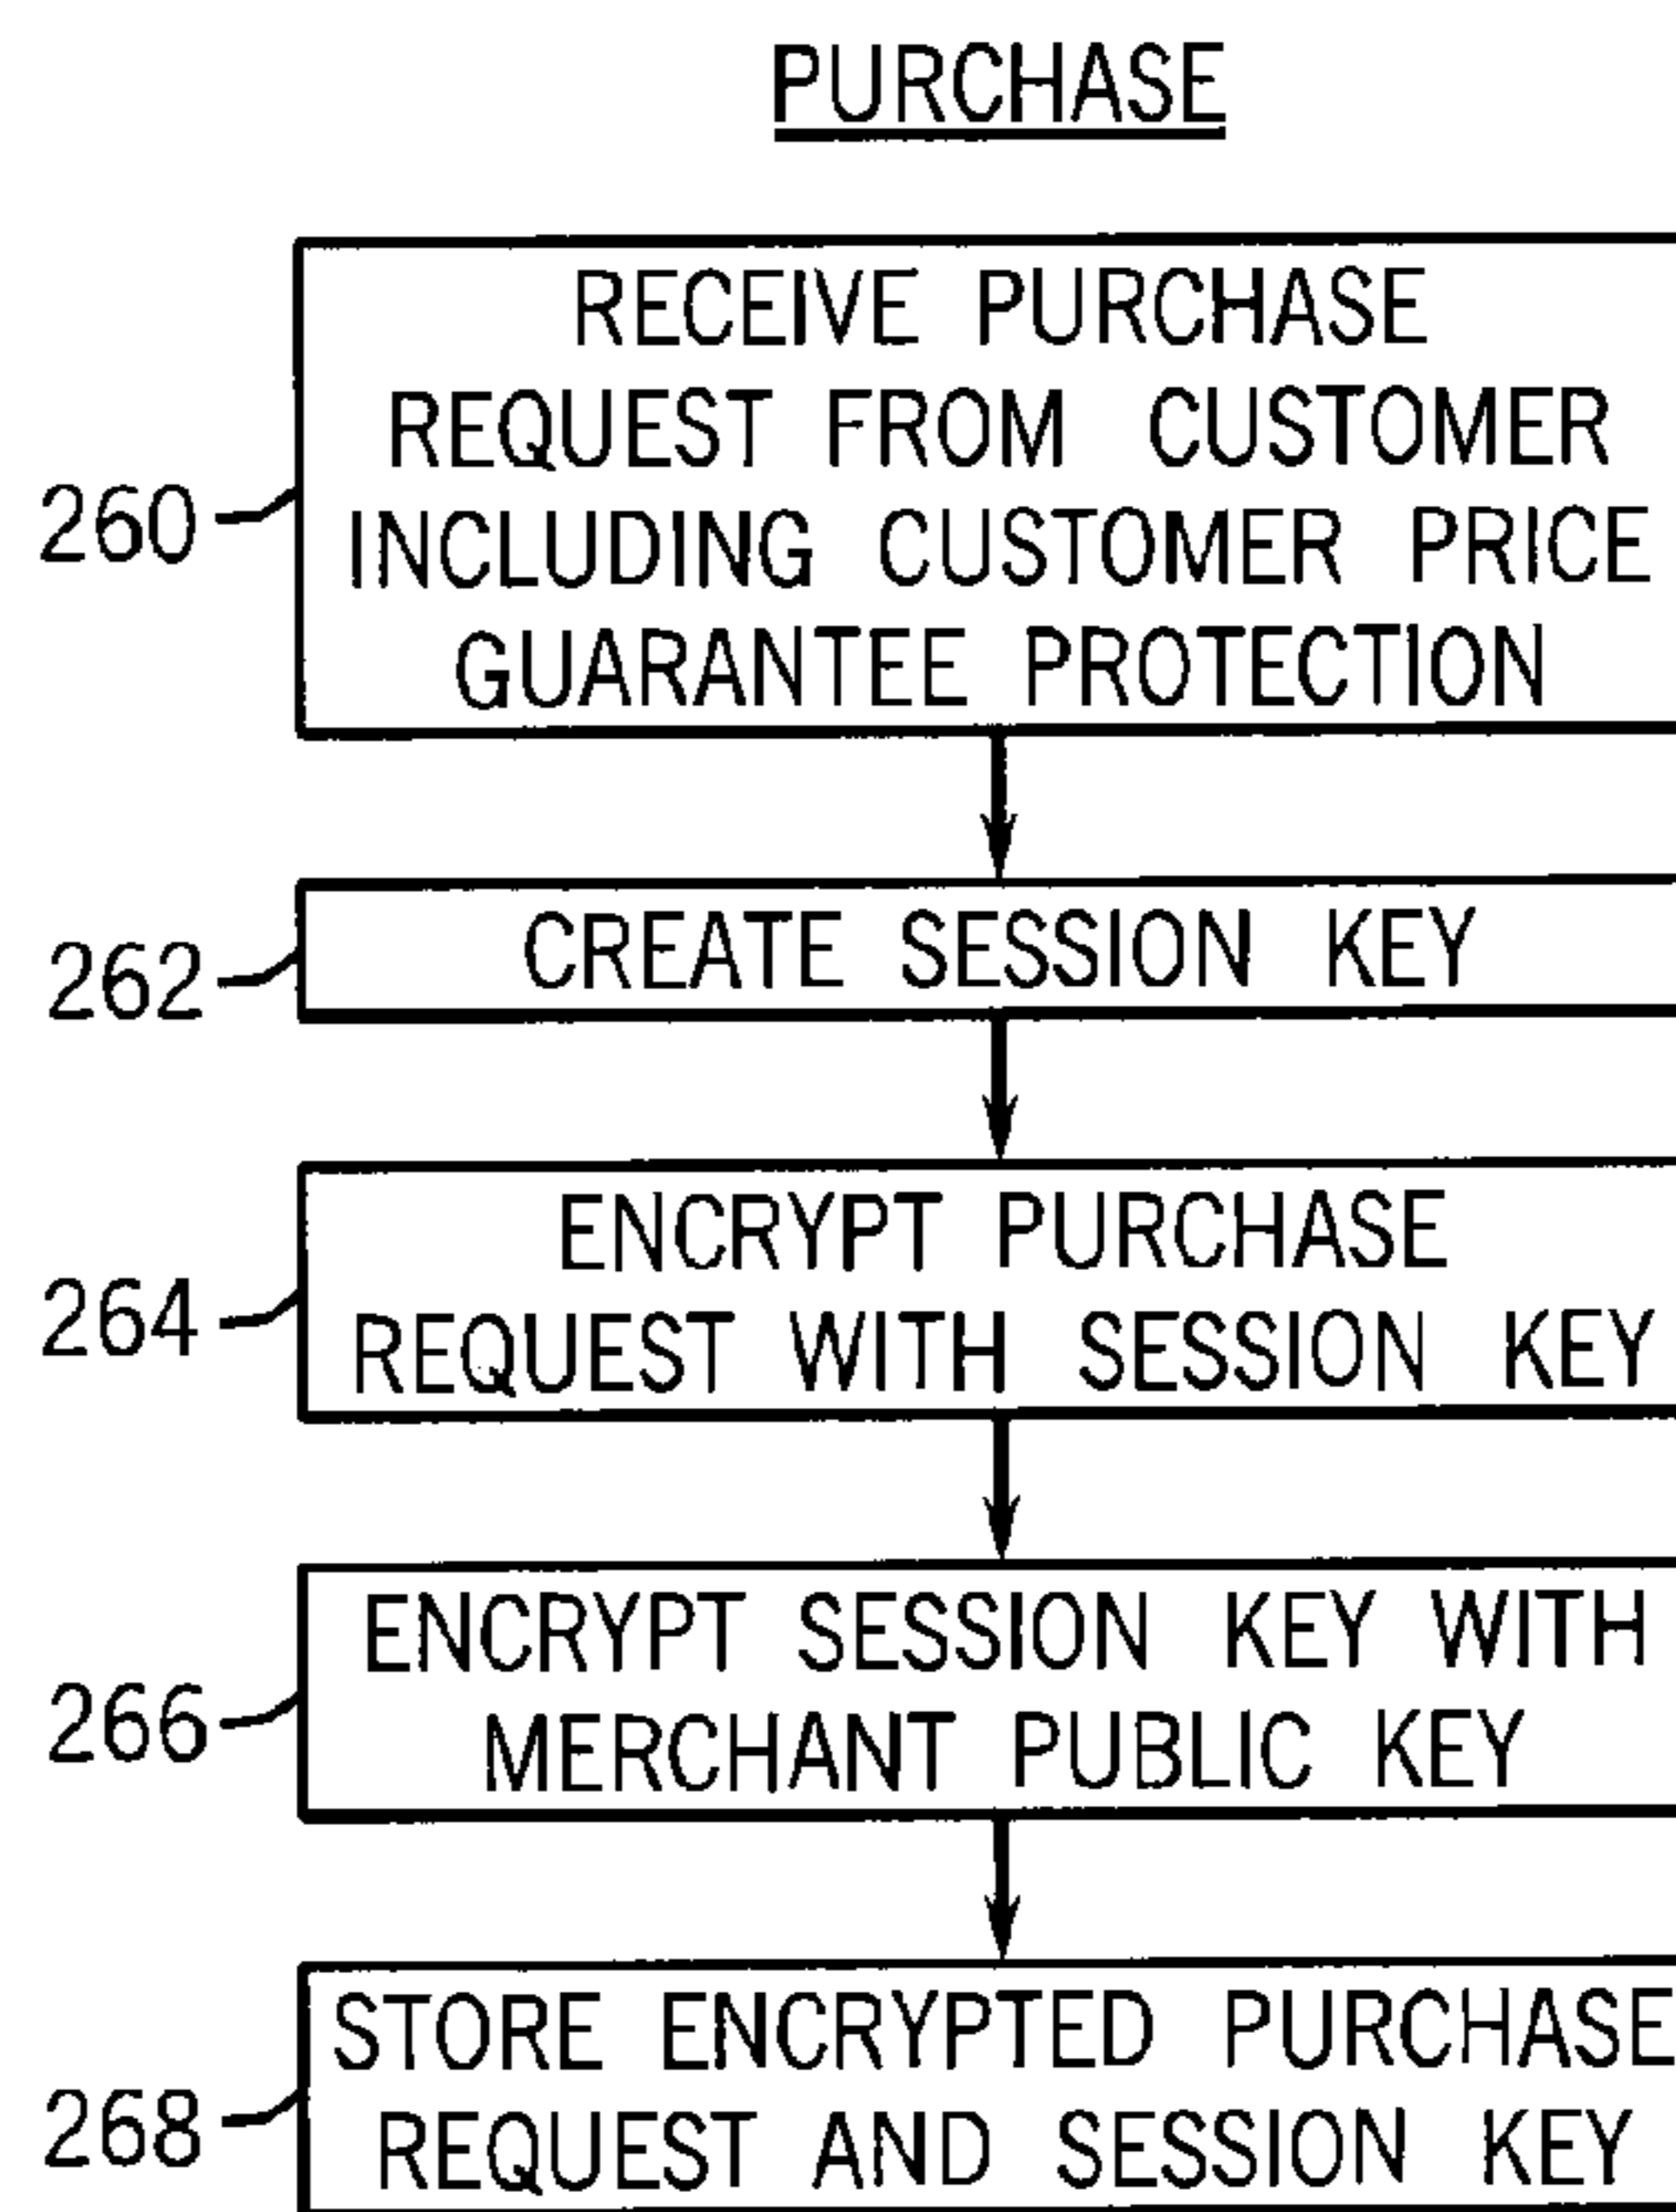 PURCHASE
RECEIVE PURCHASE
REQUEST FROM CUSTOMER
260
INCLUDING CUSTOMER PRICE
GUARANTEE PROTECTION
262
CREATE SESSION KEY
ENCRYPT PURCHASE
264
REQUEST WITH SESSION KEY
ENCRYPT SESSION KEY WITH
266
MERCHANT PUBLIC KEY
STORE ENCRYPTED PURCHASE
268
REQUEST AND SESSION KEY